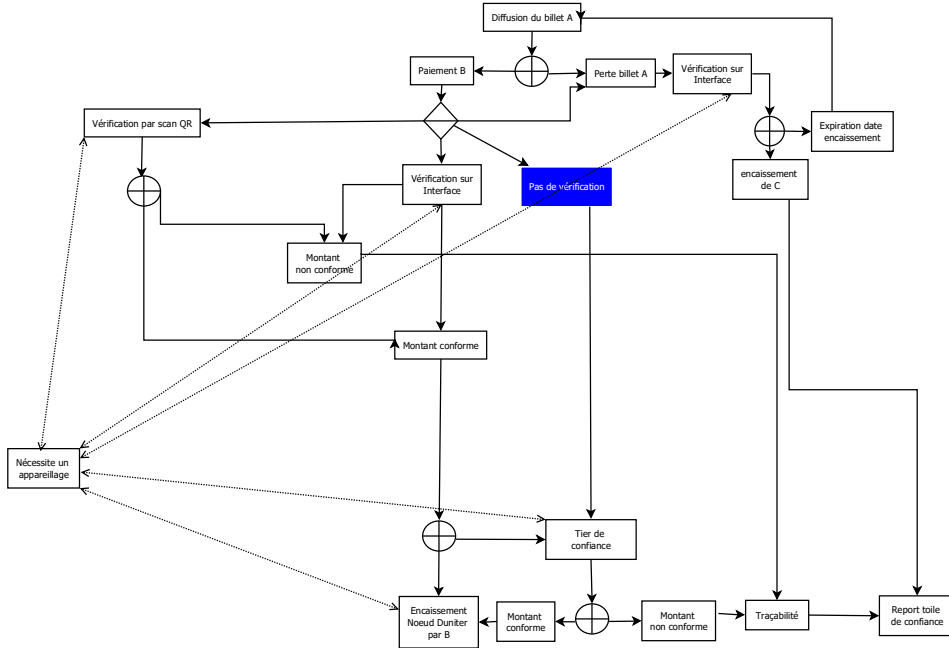 Diffusion du billet A
Paiement B
Perte billet A
Vérification sur
Interface
Vérification par scan QR
Expiration date
encaissement
Vérification sur
Interface
Pas de vérification
encaissement
de C
Montant
non conforme
Montant conforme
Nécessite un
appareillage
Tier de
confiance
Encaissement
Noeud Duniter
par B
Montant
conforme
Montant
non conforme
Traçabilité
Report toile
de confiance